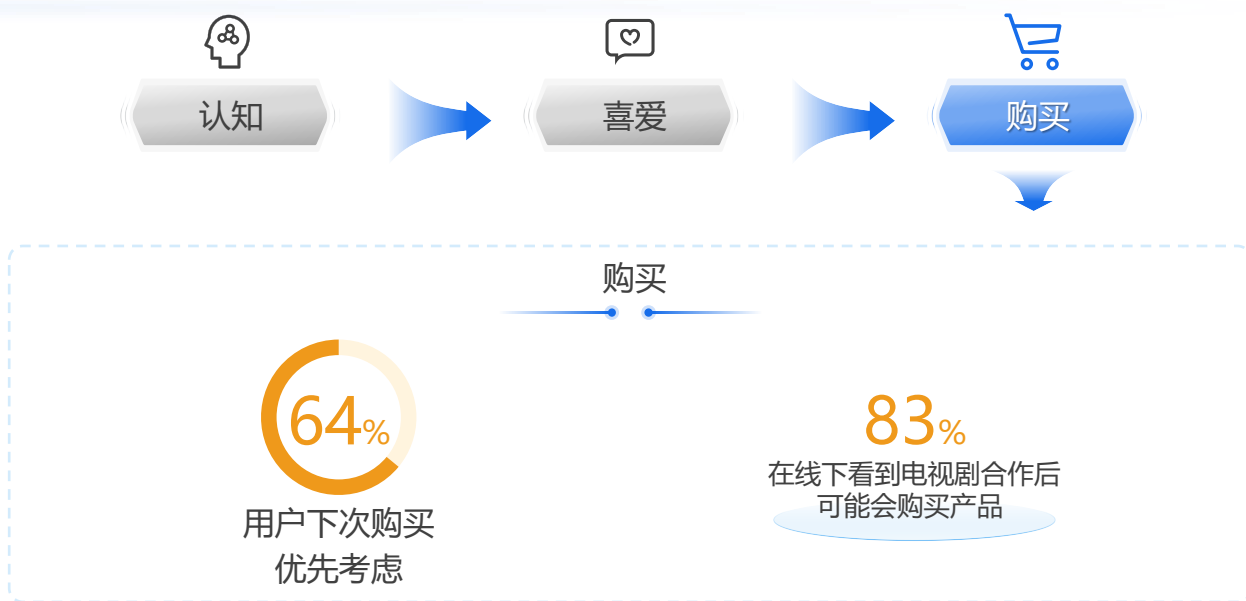 认知
喜爱
购买
购买
64%
用户下次购买
优先考虑
83%
在线下看到电视剧合作后
可能会购买产品